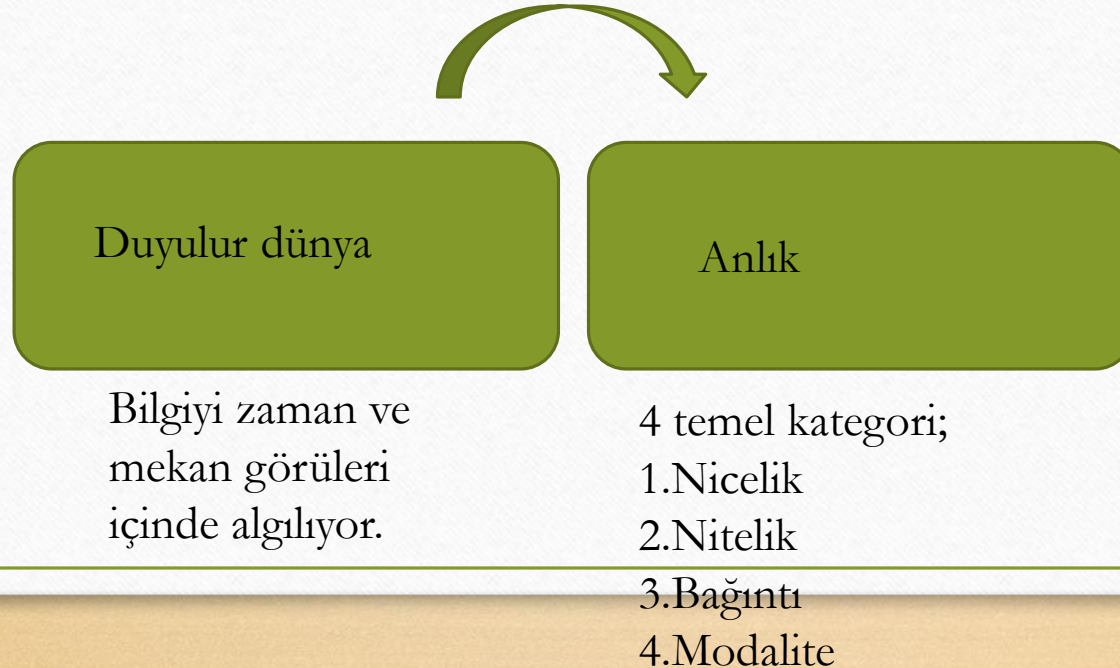 Duyulur dünya
Anlık
Bilgiyi zaman ve
mekan görüleri
içinde algılıyor.
4 temel kategori;
1.Nicelik
2.Nitelik
3.Bağıntı
4.Modalite